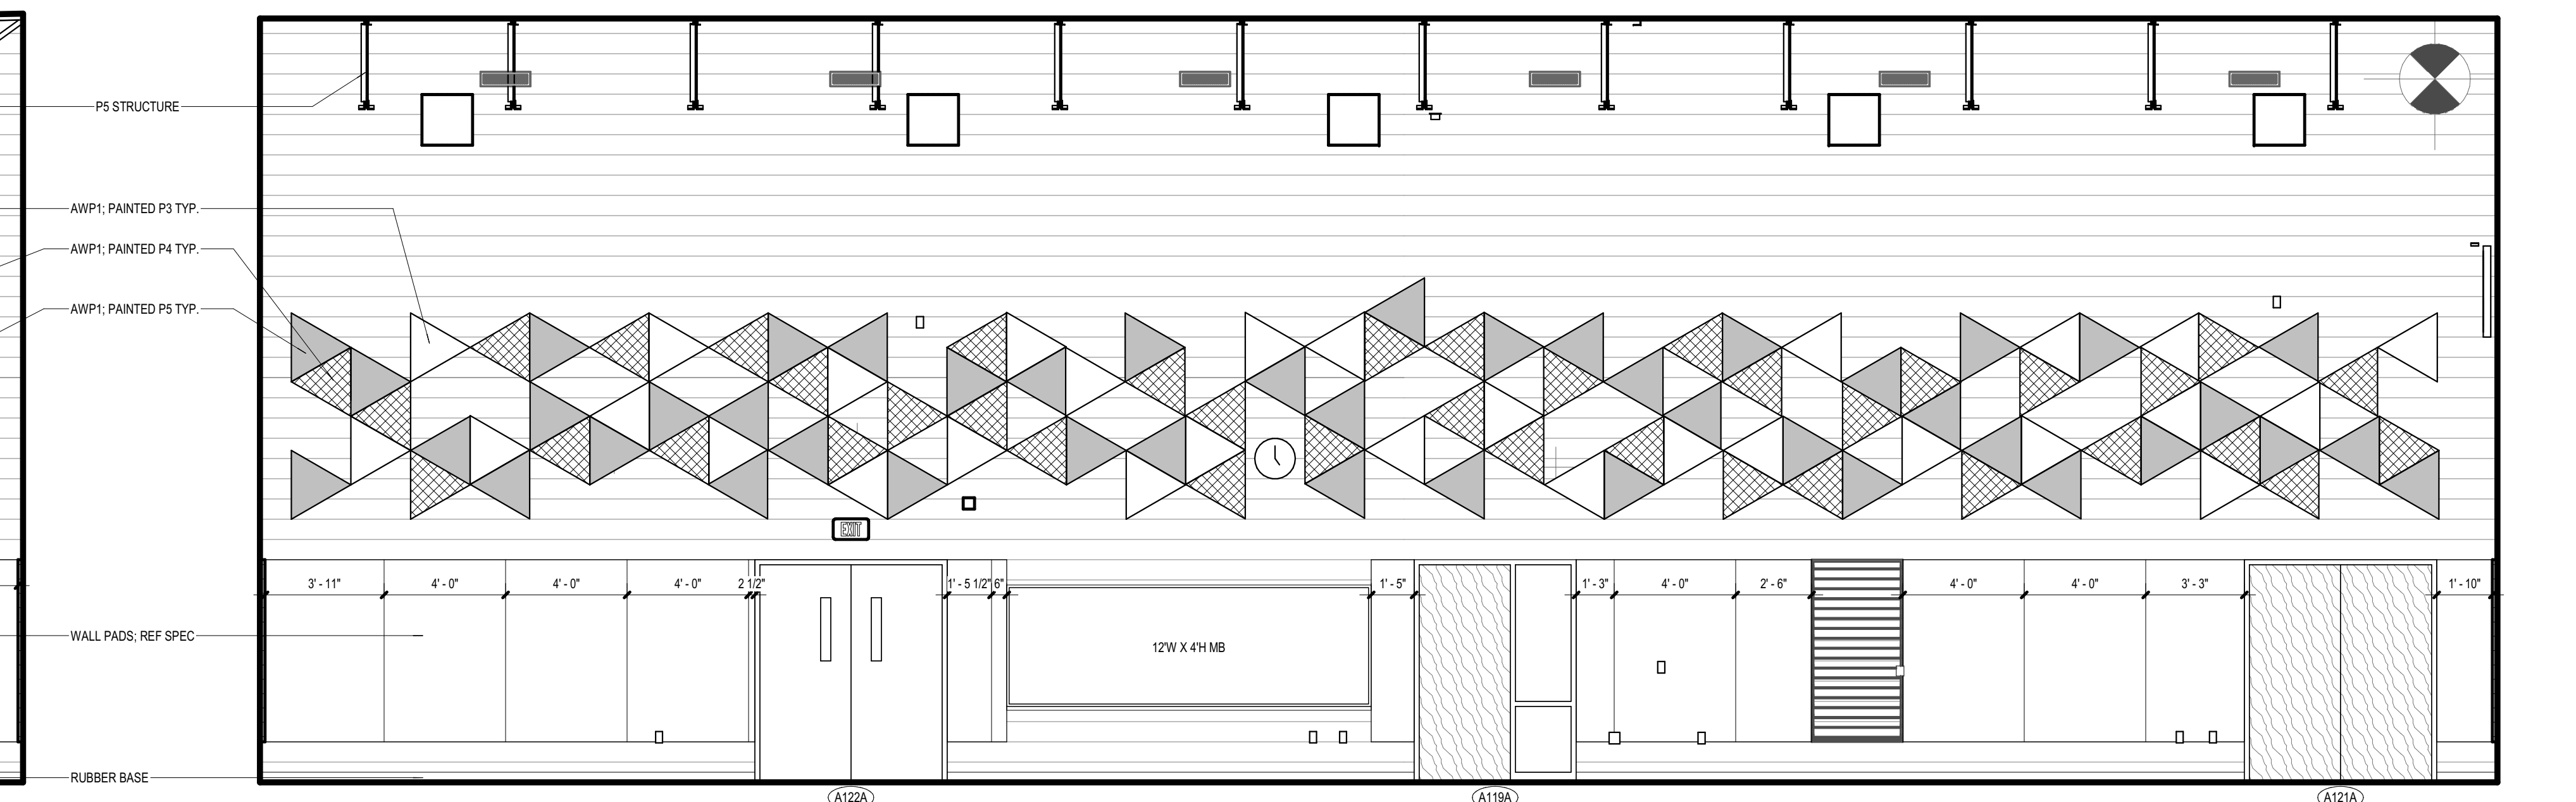 P5 STRUCTURE
AWP1; PAINTED P3 TYP.
AWP1; PAINTED P4 TYP.
AWP1; PAINTED P5 TYP.
EXIT
3' - 11" 4' - 0" 4' - 0" 4' - 0" 2 1/2" 1' - 5 1/2" 6" 1' - 5" 1' - 3" 4' - 0" 2' - 6" 4' - 0" 4' - 0" 3' - 3" 1' - 10"
WALL PADS; REF SPEC
12'W X 4'H MB
RUBBER BASE
A122A A119A A121A